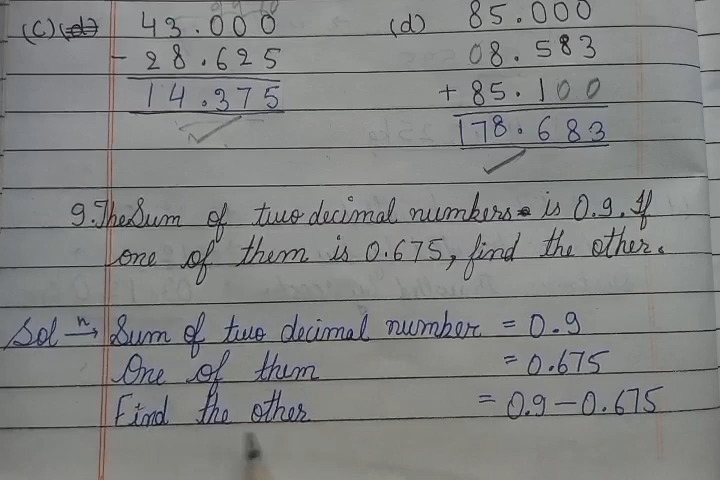 (c) 43.000
- 28.625
14.375
(d) 85.000
08.583
+ 85.100
178.683
9. The Sum of two decimal numbers is 0.9. If
one of them is 0.675, find the other.
Sol n→ Sum of two decimal number = 0.9
One of them = 0.675
Find the other = 0.9 - 0.675